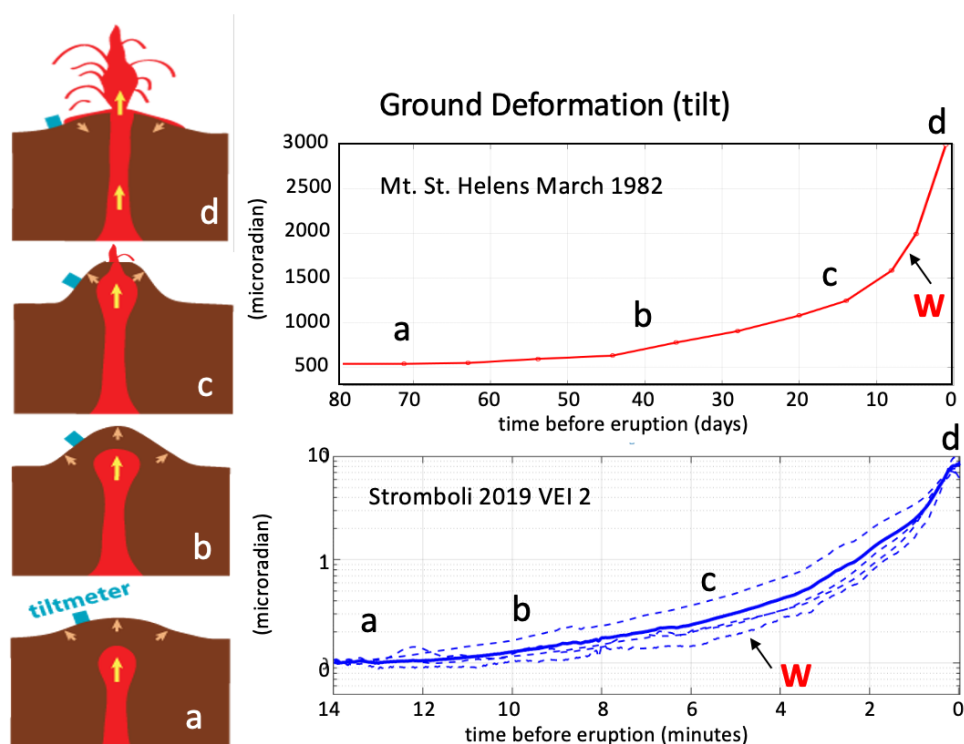 Ground Deformation (tilt)
d
c
b
tiltmeter
a
3000
2500
2000
1500
1000
500
(microradian)
Mt. St. Helens March 1982
a
b
c
d
W
80 70 60 50 40 30 20 10 0
time before eruption (days)
10
1
0
(microradian)
Stromboli 2019 VEI 2
a
b
c
d
W
14 12 10 8 6 4 2 0
time before eruption (minutes)